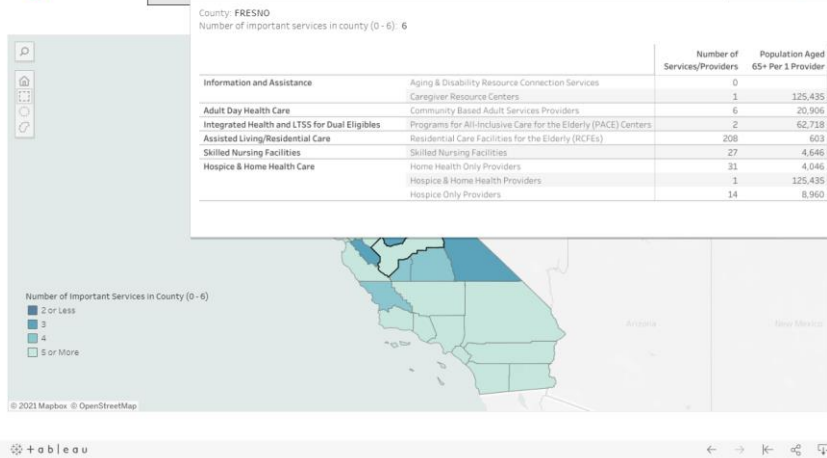 County: FRESNO
Number of important services in county (0 - 6): 6
Number of Services/Providers Population Aged 65+ Per 1 Provider
Information and Assistance Aging & Disability Resource Connection Services 0
Caregiver Resource Centers 1 125,435
Adult Day Health Care Community Based Adult Services Providers 6 20,906
Integrated Health and LTSS for Dual Eligibles Programs for All-Inclusive Care for the Elderly (PACE) Centers 2 62,718
Assisted Living/Residential Care Residential Care Facilities for the Elderly (RCFEs) 208 603
Skilled Nursing Facilities Skilled Nursing Facilities 27 4,646
Hospice & Home Health Care Home Health Only Providers 31 4,046
Hospice & Home Health Providers 1 125,435
Hospice Only Providers 14 8,960
Number of Important Services in County (0 - 6)
2 or Less
3
4
5 or More
Arizona
New Mexico
© 2021 Mapbox © OpenStreetMap
+ableau